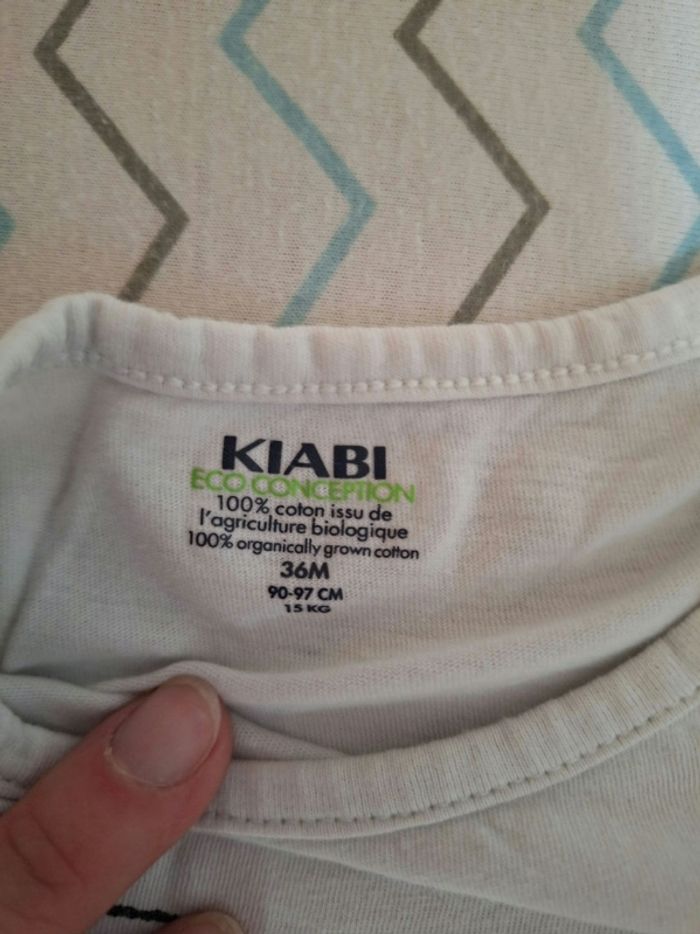 KIABI
ECO CONCEPTION
100% coton issu de
l'agriculture biologique
100% organically grown cotton
36M
90-97 CM
15 KG